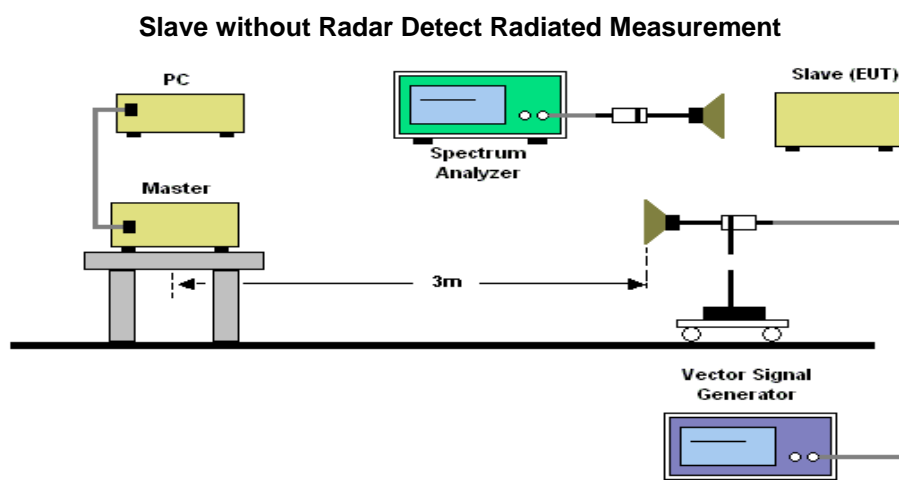 Slave without Radar Detect Radiated Measurement
PC
Slave (EUT)
Spectrum
Analyzer
Master
3m
Vector Signal
Generator